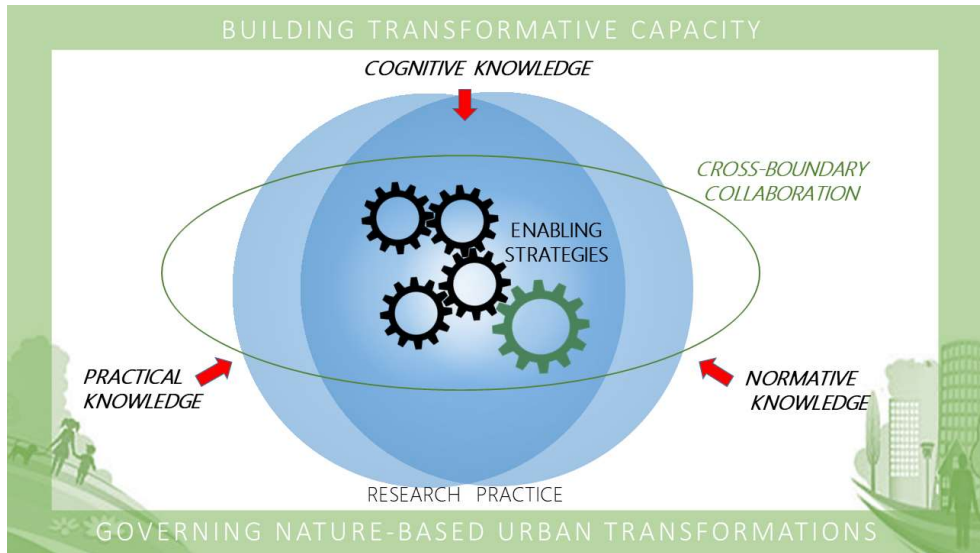 BUILDING TRANSFORMATIVE CAPACITY
COGNITIVE KNOWLEDGE
CROSS-BOUNDARY
COLLABORATION
ENABLING
STRATEGIES
PRACTICAL
KNOWLEDGE
NORMATIVE
KNOWLEDGE
RESEARCH PRACTICE
GOVERNING NATURE-BASED URBAN TRANSFORMATIONS